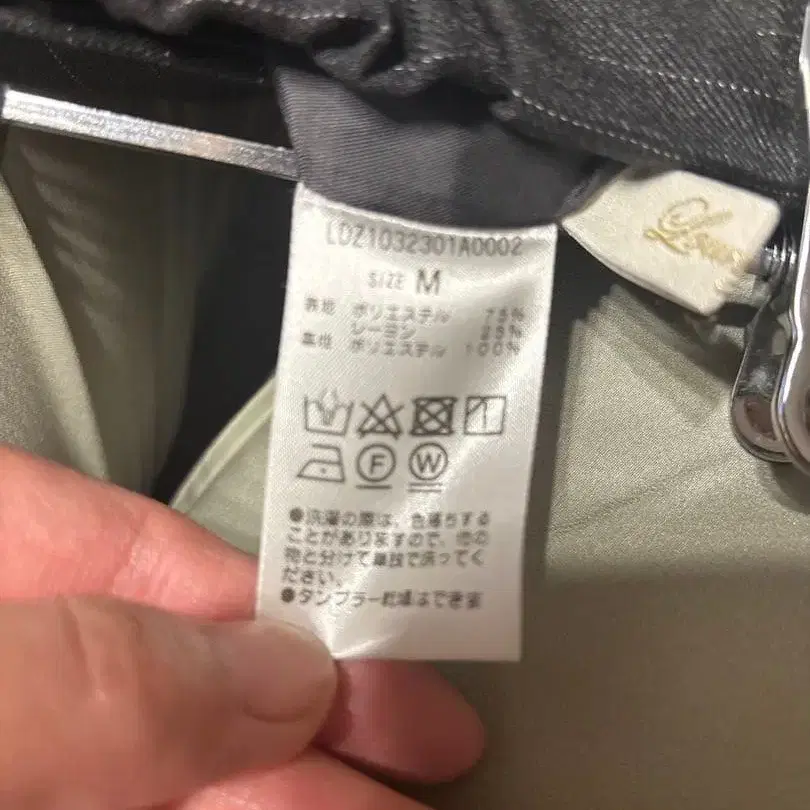 LDZ1032301A0002
SIZE M
表地 ポリエステル 75%
レーヨン 25%
裏地 ポリエステル 100%
F W
●洗濯の際は、色落ちする
ことがありますので、他の
物と分けて単独で洗ってく
ださい。
●タンブラー乾燥はでき